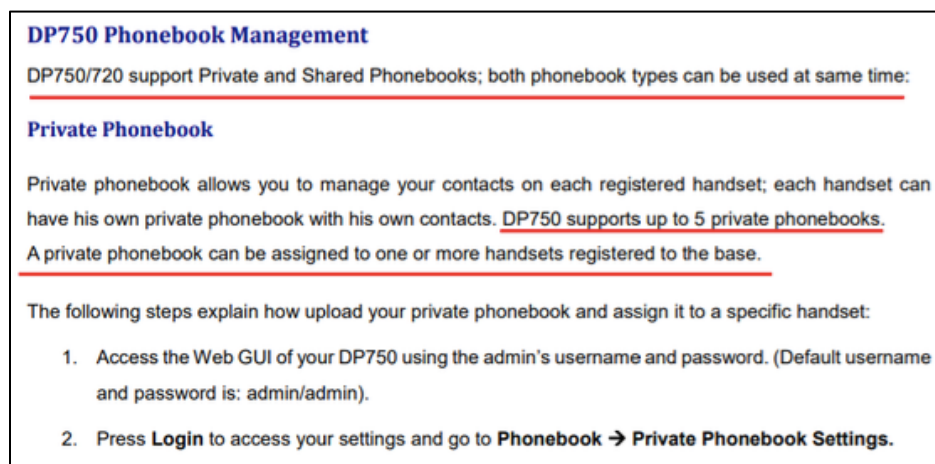 DP750 Phonebook Management
DP750/720 support Private and Shared Phonebooks; both phonebook types can be used at same time:
Private Phonebook
Private phonebook allows you to manage your contacts on each registered handset; each handset can
have his own private phonebook with his own contacts. DP750 supports up to 5 private phonebooks.
A private phonebook can be assigned to one or more handsets registered to the base.
The following steps explain how upload your private phonebook and assign it to a specific handset:
1. Access the Web GUI of your DP750 using the admin's username and password. (Default username
and password is: admin/admin).
2. Press Login to access your settings and go to Phonebook → Private Phonebook Settings.